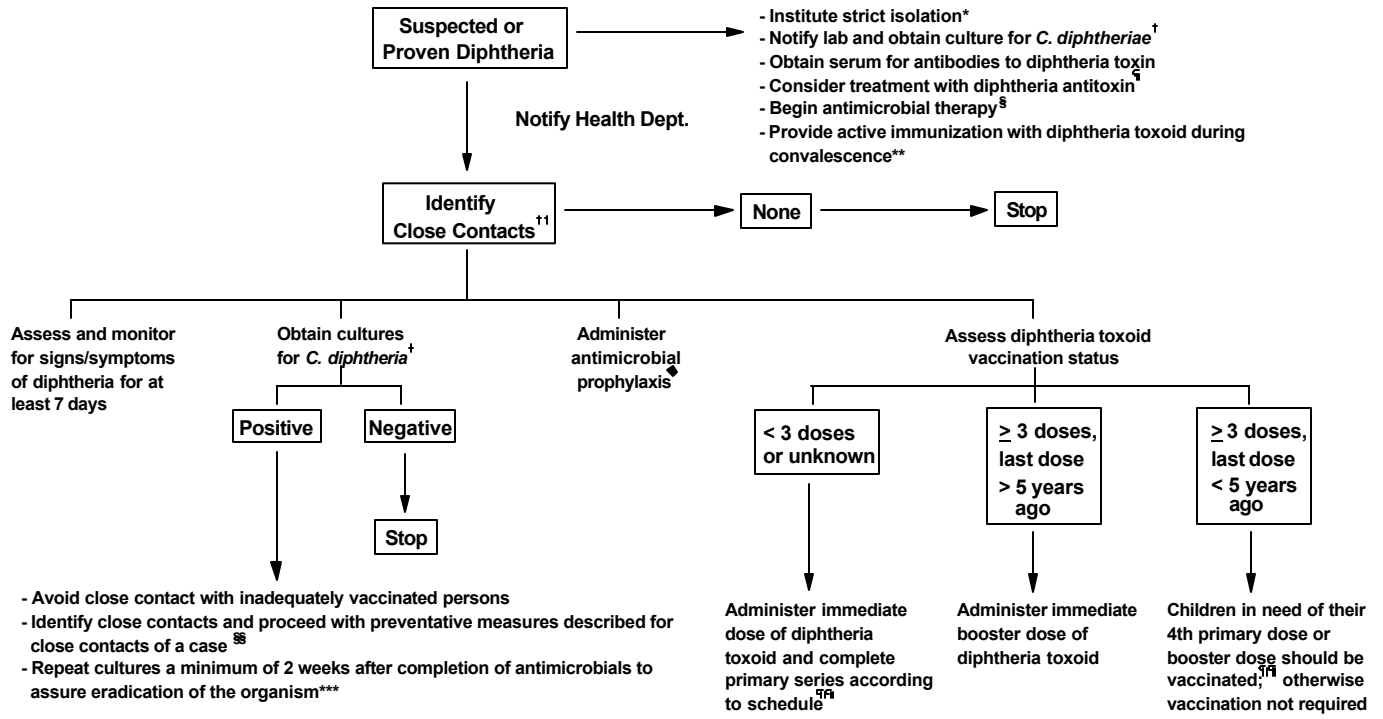 Suspected or
Proven Diphtheria
- Institute strict isolation*
- Notify lab and obtain culture for C. diphtheriae†
- Obtain serum for antibodies to diphtheria toxin
- Consider treatment with diphtheria antitoxin¶
- Begin antimicrobial therapy§
- Provide active immunization with diphtheria toxoid during
convalescence**
Notify Health Dept.
Identify
Close Contacts†1
None
Stop
Assess and monitor
for signs/symptoms
of diphtheria for at
least 7 days
Obtain cultures
for C. diphtheria†
Positive
Negative
Stop
- Avoid close contact with inadequately vaccinated persons
- Identify close contacts and proceed with preventative measures described for
close contacts of a case §§
- Repeat cultures a minimum of 2 weeks after completion of antimicrobials to
assure eradication of the organism***
Administer
antimicrobial
prophylaxis◆
Assess diphtheria toxoid
vaccination status
< 3 doses
or unknown
≥ 3 doses,
last dose
> 5 years
ago
≥ 3 doses,
last dose
< 5 years
ago
Administer immediate
dose of diphtheria
toxoid and complete
primary series according
to schedule¶¶
Administer immediate
booster dose of
diphtheria toxoid
Children in need of their
4th primary dose or
booster dose should be
vaccinated;¶¶ otherwise
vaccination not required